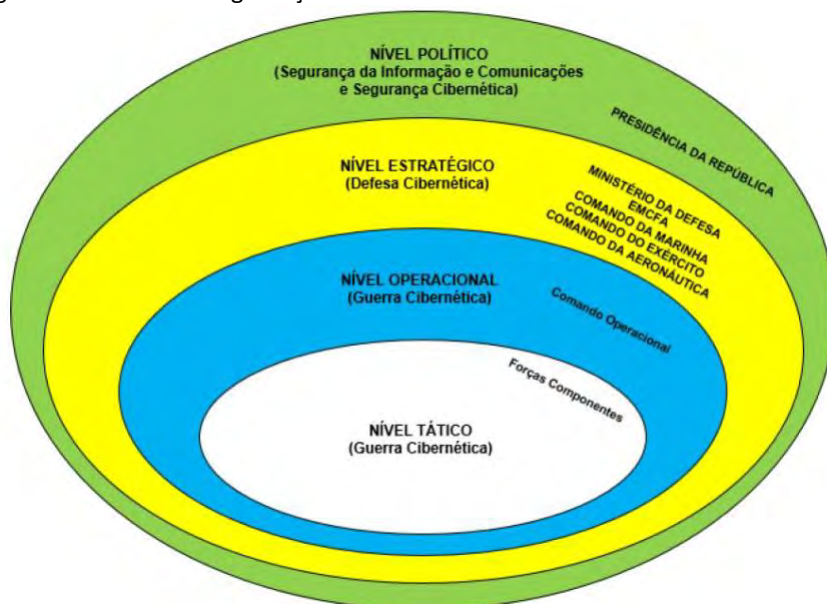 NÍVEL POLÍTICO
(Segurança da Informação e Comunicações
e Segurança Cibernética)
PRESIDÊNCIA DA REPÚBLICA
NÍVEL ESTRATÉGICO
(Defesa Cibernética)
MINISTÉRIO DA DEFESA
EMCFA
COMANDO DA MARINHA
COMANDO DO EXÉRCITO
COMANDO DA AERONÁUTICA
NÍVEL OPERACIONAL
(Guerra Cibernética)
Comando Operacional
Forças Componentes
NÍVEL TÁTICO
(Guerra Cibernética)